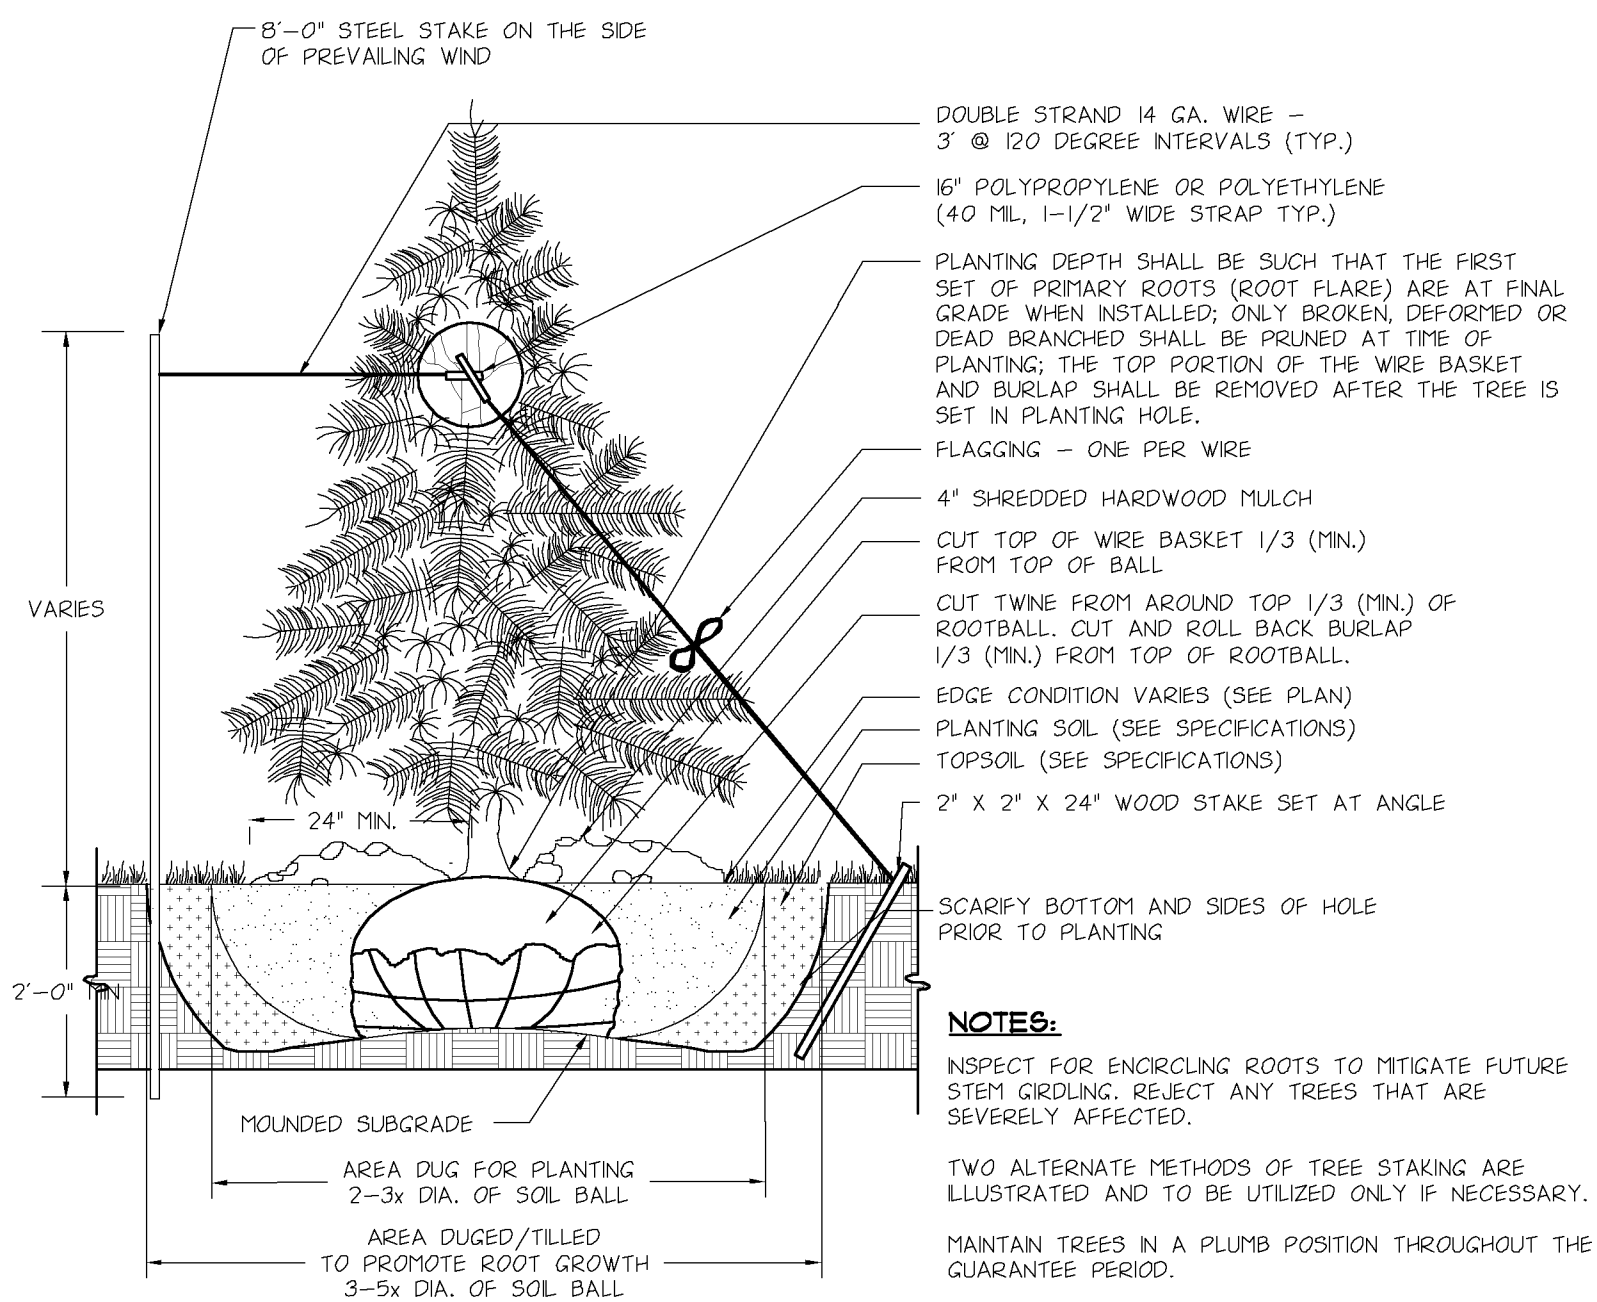 8'-0" STEEL STAKE ON THE SIDE
OF PREVAILING WIND
DOUBLE STRAND 14 GA. WIRE -
3' @ 120 DEGREE INTERVALS (TYP.)
16" POLYPROPYLENE OR POLYETHYLENE
(40 MIL, 1-1/2" WIDE STRAP TYP.)
PLANTING DEPTH SHALL BE SUCH THAT THE FIRST
SET OF PRIMARY ROOTS (ROOT FLARE) ARE AT FINAL
GRADE WHEN INSTALLED; ONLY BROKEN, DEFORMED OR
DEAD BRANCHED SHALL BE PRUNED AT TIME OF
PLANTING; THE TOP PORTION OF THE WIRE BASKET
AND BURLAP SHALL BE REMOVED AFTER THE TREE IS
SET IN PLANTING HOLE.
FLAGGING - ONE PER WIRE
4" SHREDDED HARDWOOD MULCH
CUT TOP OF WIRE BASKET 1/3 (MIN.)
FROM TOP OF BALL
CUT TWINE FROM AROUND TOP 1/3 (MIN.) OF
ROOTBALL. CUT AND ROLL BACK BURLAP
1/3 (MIN.) FROM TOP OF ROOTBALL.
EDGE CONDITION VARIES (SEE PLAN)
PLANTING SOIL (SEE SPECIFICATIONS)
TOPSOIL (SEE SPECIFICATIONS)
2" X 2" X 24" WOOD STAKE SET AT ANGLE
SCARIFY BOTTOM AND SIDES OF HOLE
PRIOR TO PLANTING
VARIES
24" MIN.
2'-0" MIN
MOUNDED SUBGRADE
AREA DUG FOR PLANTING
2-3x DIA. OF SOIL BALL
AREA DUGED/TILLED
TO PROMOTE ROOT GROWTH
3-5x DIA. OF SOIL BALL
NOTES:
INSPECT FOR ENCIRCLING ROOTS TO MITIGATE FUTURE
STEM GIRDLING. REJECT ANY TREES THAT ARE
SEVERELY AFFECTED.
TWO ALTERNATE METHODS OF TREE STAKING ARE
ILLUSTRATED AND TO BE UTILIZED ONLY IF NECESSARY.
MAINTAIN TREES IN A PLUMB POSITION THROUGHOUT THE
GUARANTEE PERIOD.